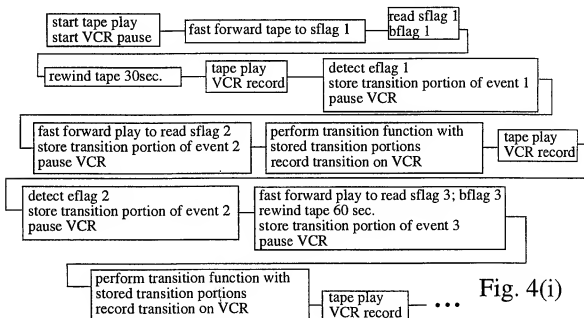 start tape play
start VCR pause
fast forward tape to sflag 1
read sflag 1
bflag 1
rewind tape 30sec.
tape play
VCR record
detect eflag 1
store transition portion of event 1
pause VCR
fast forward play to read sflag 2
store transition portion of event 2
pause VCR
perform transition function with
stored transition portions
record transition on VCR
tape play
VCR record
detect eflag 2
store transition portion of event 2
pause VCR
fast forward play to read sflag 3; bflag 3
rewind tape 60 sec.
store transition portion of event 3
pause VCR
perform transition function with
stored transition portions
record transition on VCR
tape play
VCR record
•••
Fig. 4(i)